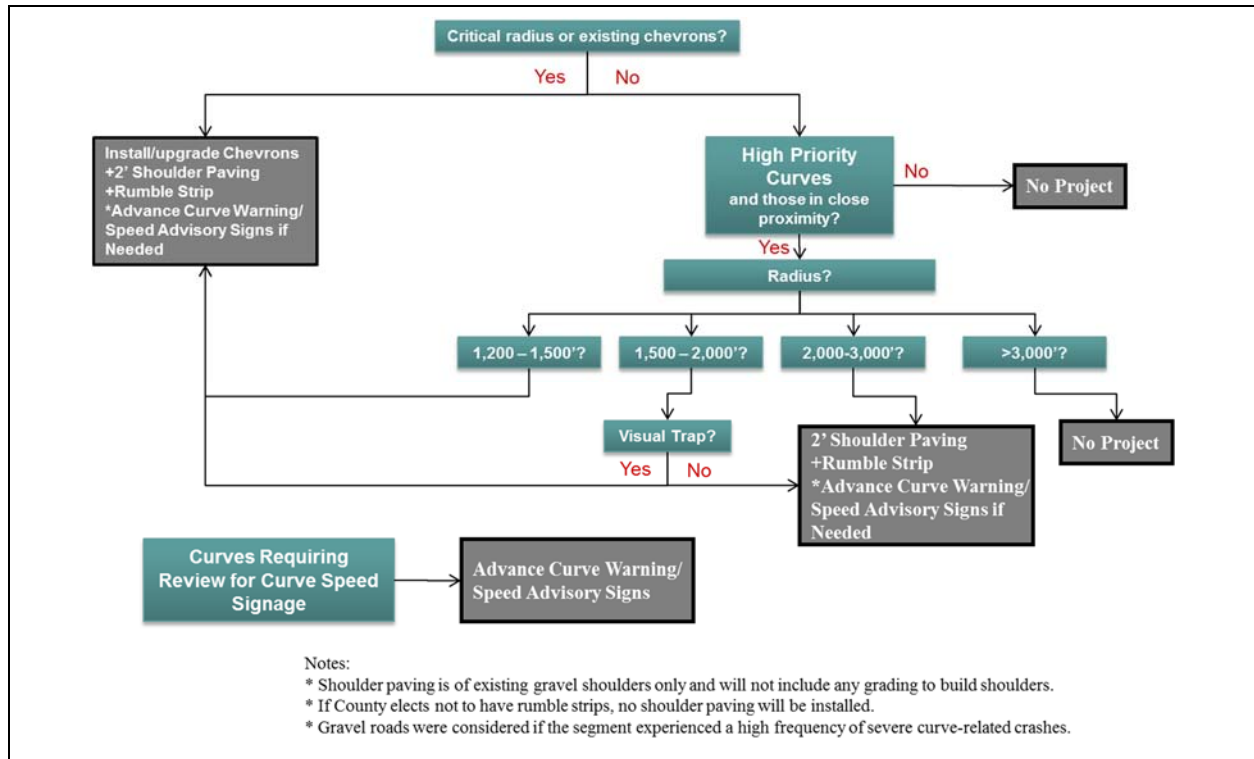 Critical radius or existing chevrons?
Yes
No
Install/upgrade Chevrons
+2’ Shoulder Paving
+Rumble Strip
*Advance Curve Warning/
Speed Advisory Signs if
Needed
High Priority
Curves
and those in close
proximity?
No
No Project
Yes
Radius?
1,200 – 1,500’?
1,500 – 2,000’?
2,000-3,000’?
>3,000’?
Visual Trap?
Yes
No
2’ Shoulder Paving
+Rumble Strip
*Advance Curve Warning/
Speed Advisory Signs if
Needed
No Project
Curves Requiring
Review for Curve Speed
Signage
Advance Curve Warning/
Speed Advisory Signs
Notes:
* Shoulder paving is of existing gravel shoulders only and will not include any grading to build shoulders.
* If County elects not to have rumble strips, no shoulder paving will be installed.
* Gravel roads were considered if the segment experienced a high frequency of severe curve-related crashes.